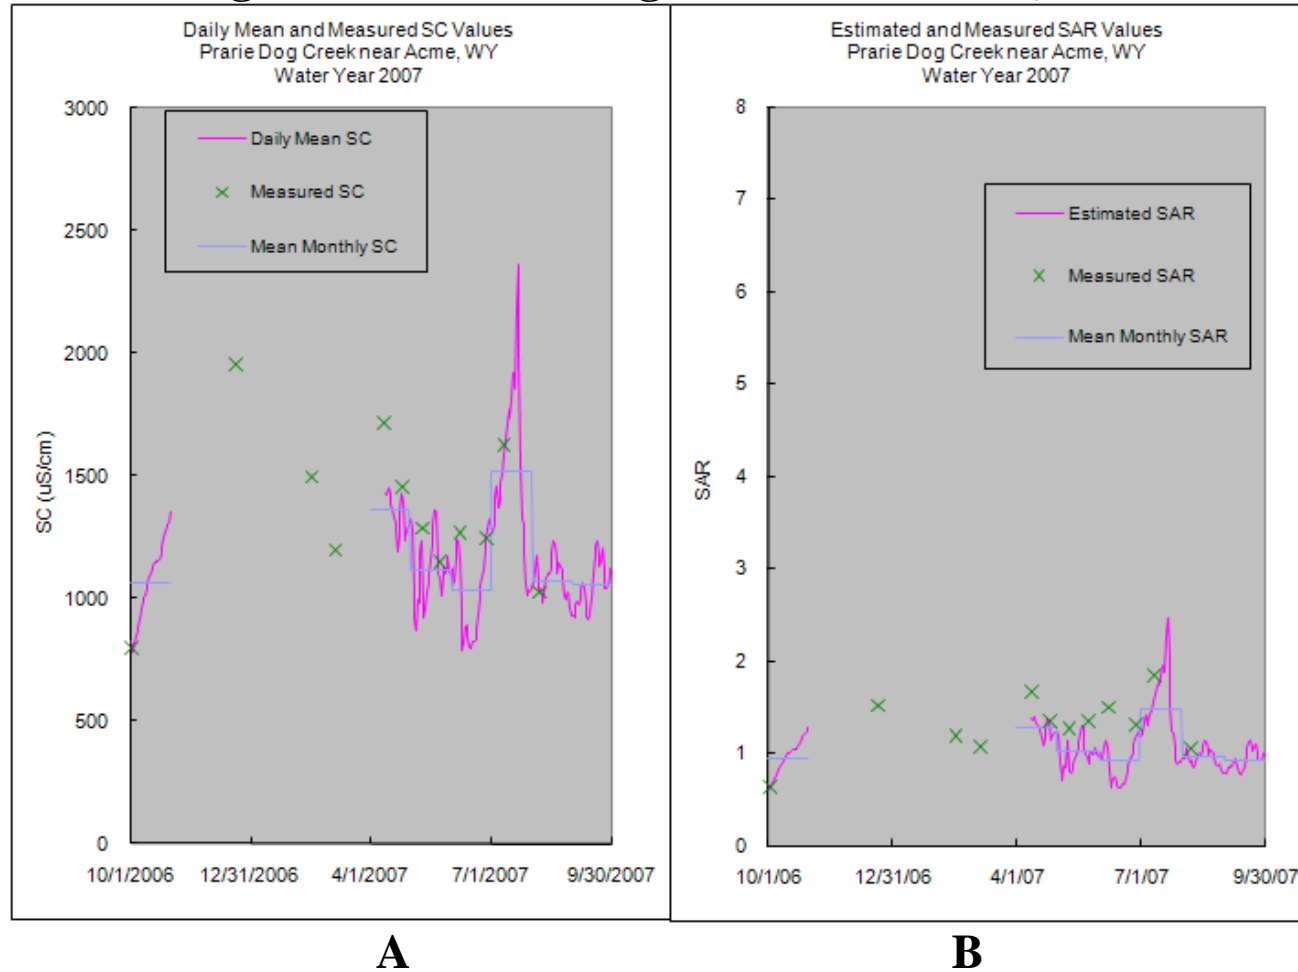 Daily Mean and Measured SC Values
Prarie Dog Creek near Acme, WY
Water Year 2007
3000
2500
2000
1500
1000
500
0
SC (uS/cm)
Daily Mean SC
Measured SC
Mean Monthly SC
10/1/2006 12/31/2006 4/1/2007 7/1/2007 9/30/2007
A
Estimated and Measured SAR Values
Prarie Dog Creek near Acme, WY
Water Year 2007
8
7
6
5
4
3
2
1
0
SAR
Estimated SAR
Measured SAR
Mean Monthly SAR
10/1/06 12/31/06 4/1/07 7/1/07 9/30/07
B